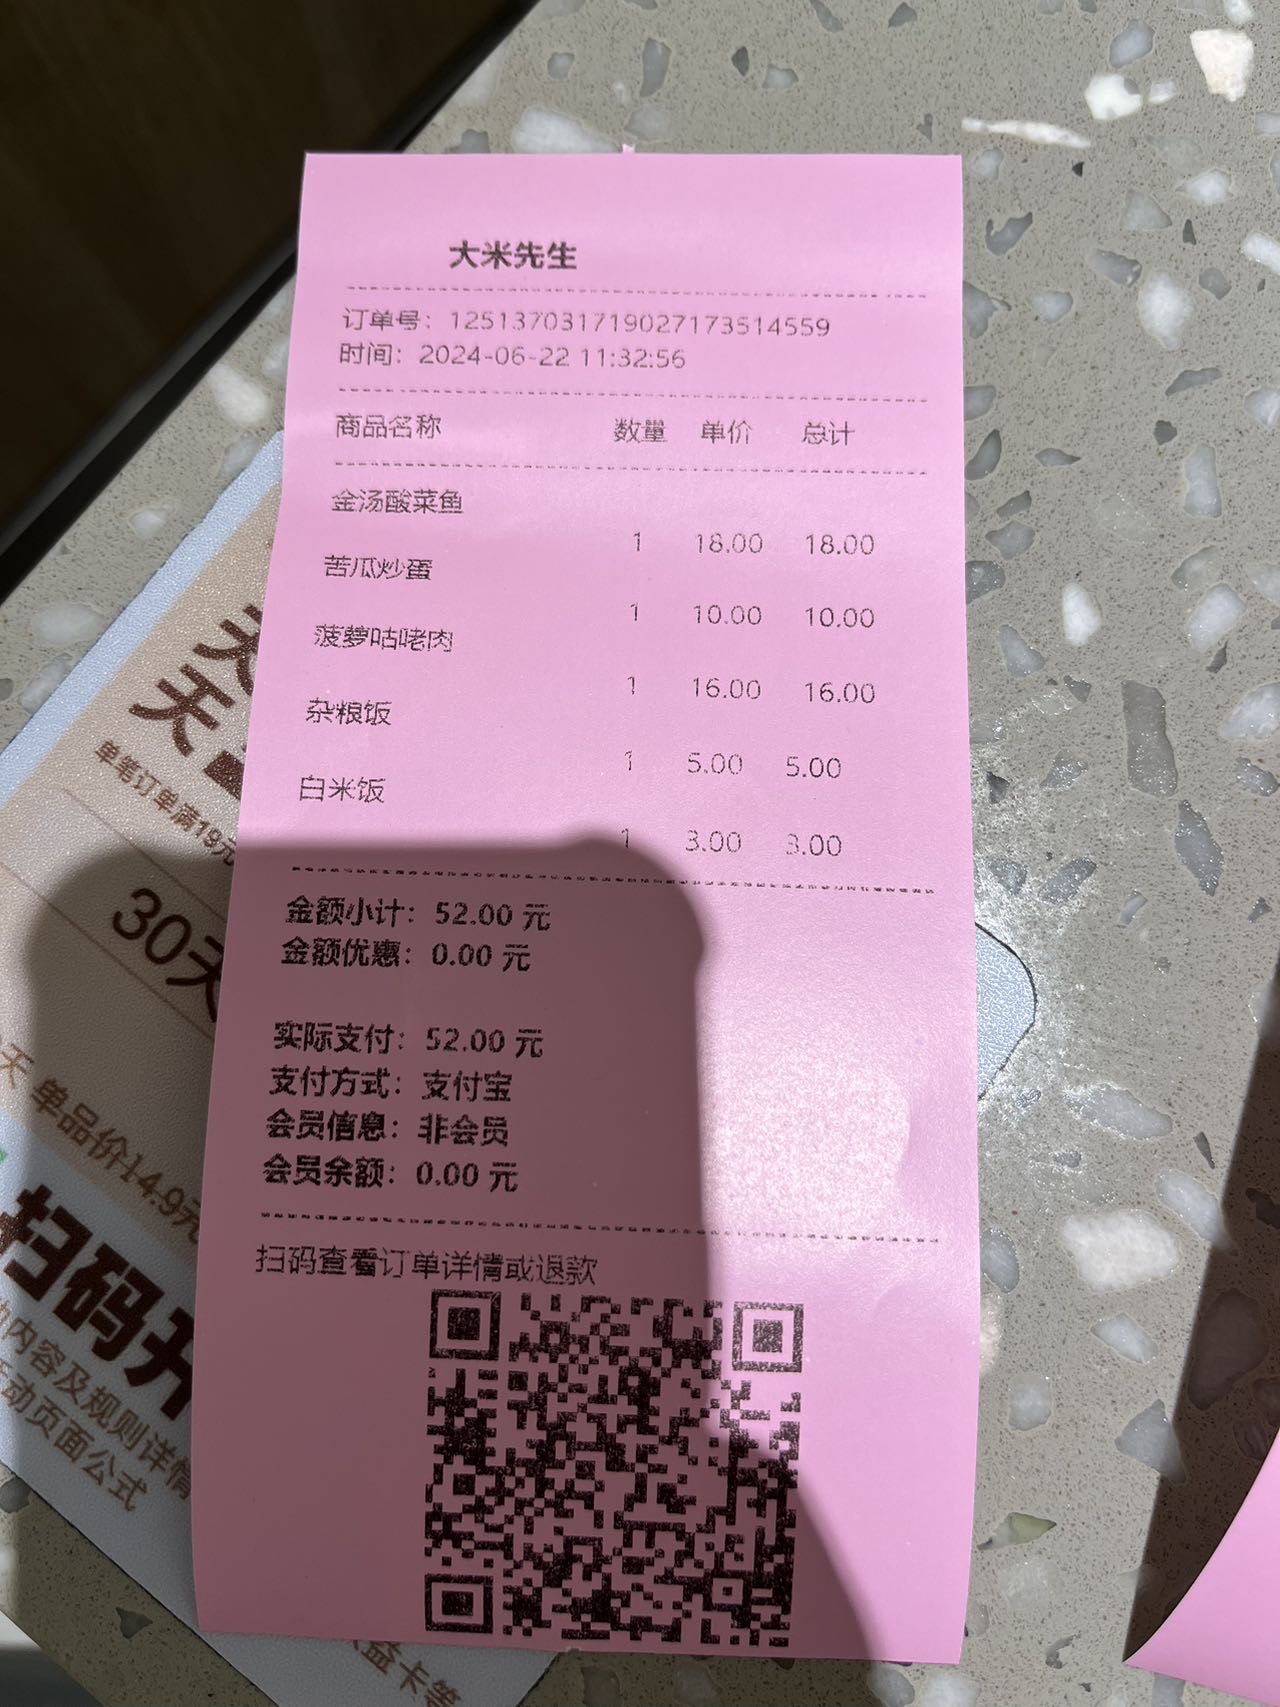 大米先生
订单号：125137031719027173514559
时间：2024-06-22 11:32:56
商品名称 数量 单价 总计
金汤酸菜鱼
1 18.00 18.00
苦瓜炒蛋
1 10.00 10.00
菠萝咕咾肉
1 16.00 16.00
杂粮饭
1 5.00 5.00
白米饭
1 3.00 3.00
金额小计：52.00 元
金额优惠：0.00 元
实际支付：52.00 元
支付方式：支付宝
会员信息：非会员
会员余额：0.00 元
扫码查看订单详情或退款
天
单笔订单满19元
30天
天 单品价14.9元
扫码开
内容及规则详情
动页面公式
益卡等